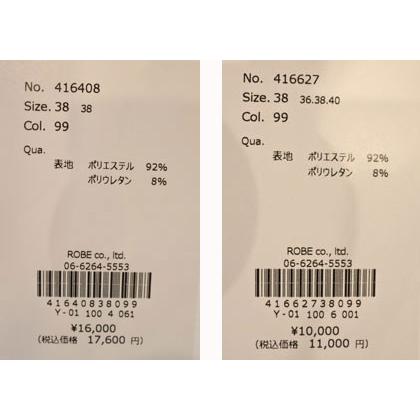 No. 416408
Size. 38 38
Col. 99
Qua.
表地 ポリエステル 92%
ポリウレタン 8%
ROBE co., ltd.
06-6264-5553
41640838099
Y-01 100 4 061
¥16,000
(税込価格 17,600 円)
No. 416627
Size. 38 36.38.40
Col. 99
Qua.
表地 ポリエステル 92%
ポリウレタン 8%
ROBE co., ltd.
06-6264-5553
41662738099
Y-01 100 6 001
¥10,000
(税込価格 11,000 円)